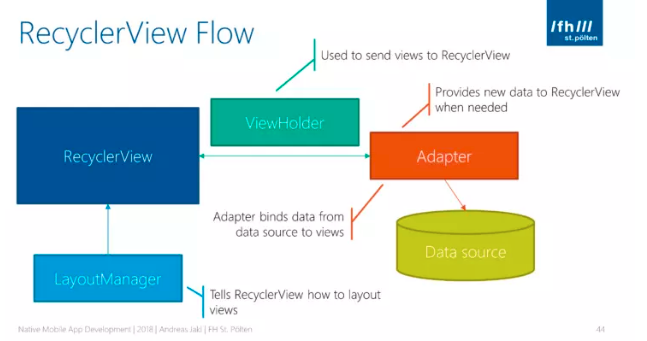 RecyclerView Flow
/fh///
st.pölten
Used to send views to RecyclerView
Provides new data to RecyclerView
when needed
ViewHolder
RecyclerView
Adapter
Adapter binds data from
data source to views
Data source
LayoutManager
Tells RecyclerView how to layout
views
Native Mobile App Development | 2018 | Andreas Jakl | FH St. Pölten
44